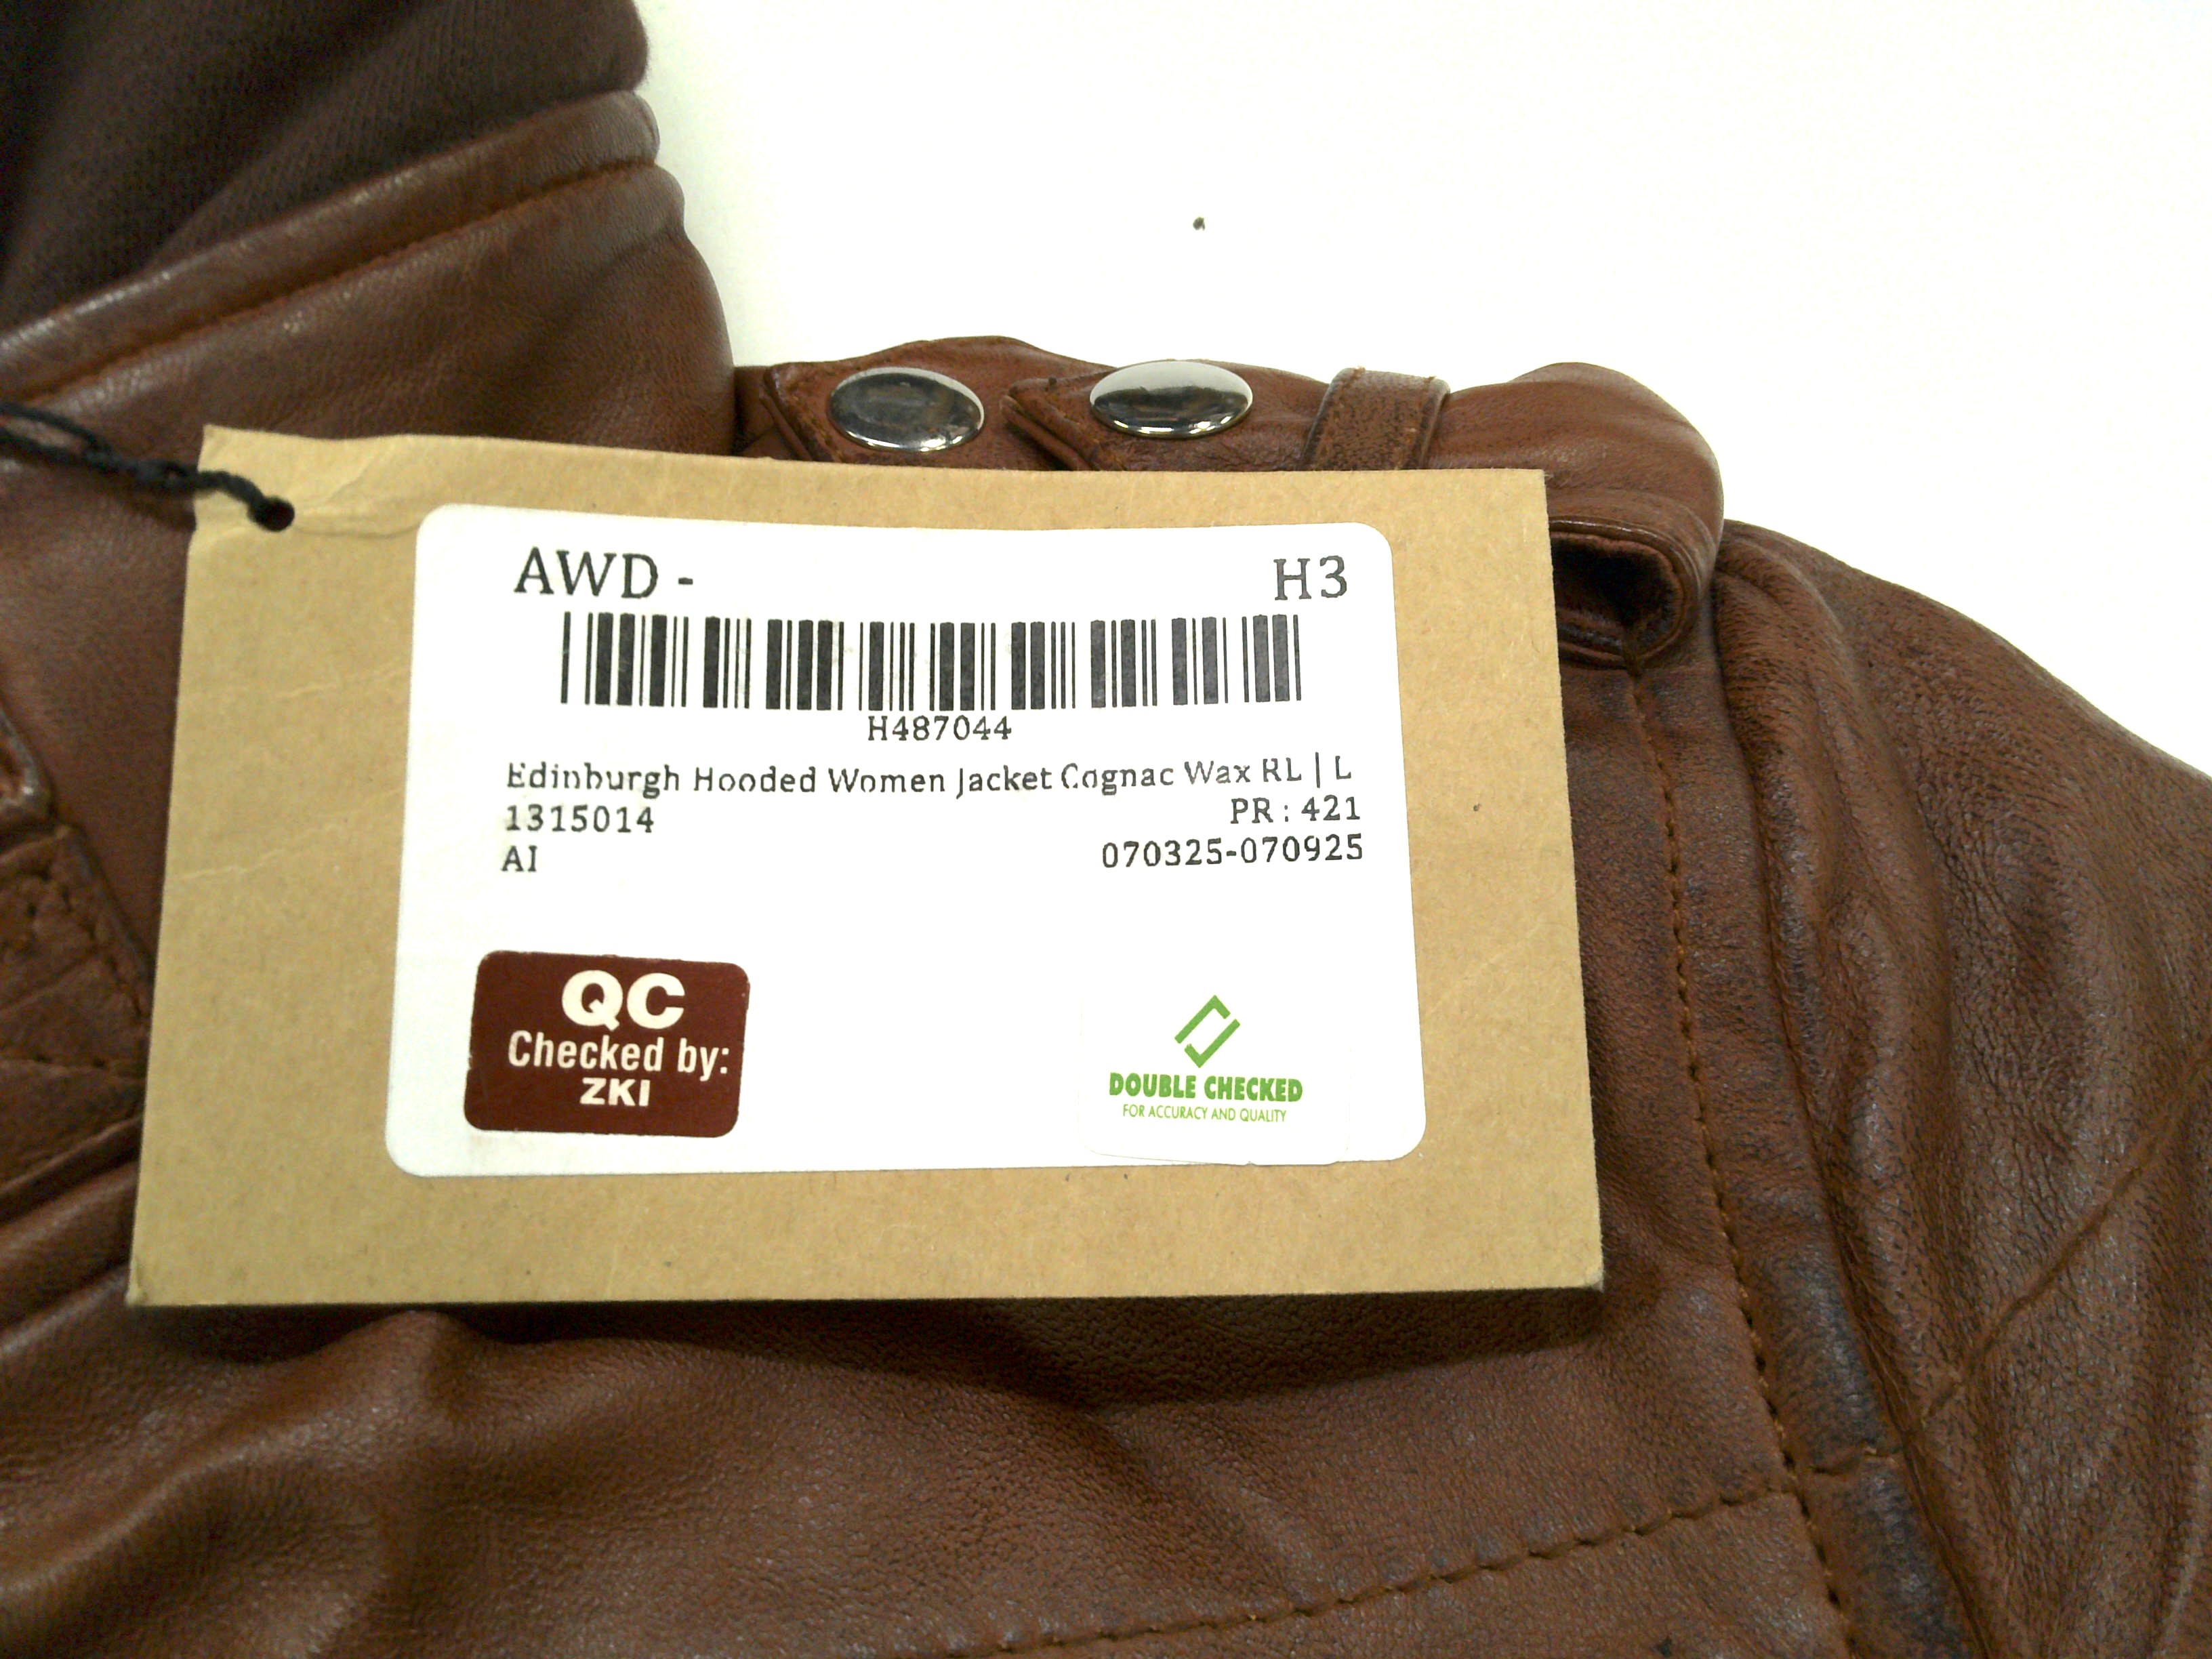 AWD - H3
H487044
Edinburgh Hooded Women Jacket Cognac Wax RL | L
1315014 PR : 421
AI 070325-070925
QC
Checked by:
ZKI
DOUBLE CHECKED
FOR ACCURACY AND QUALITY